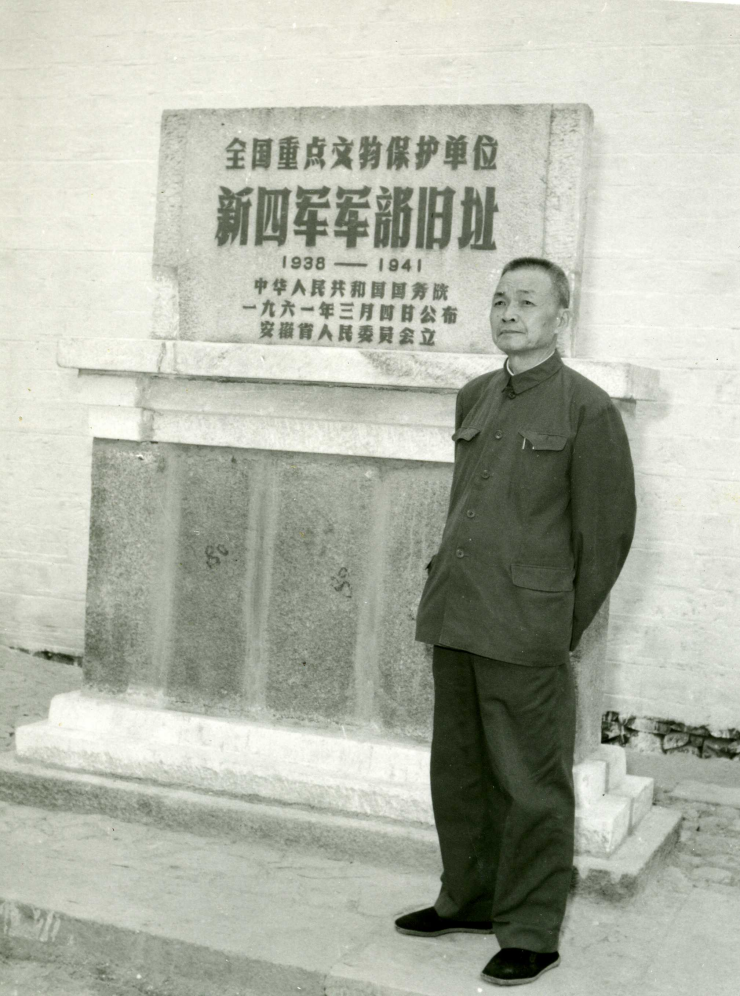 全国重点文物保护单位
新四军军部旧址
1938 —— 1941
中华人民共和国国务院
一九六一年三月四日公布
安徽省人民委员会立